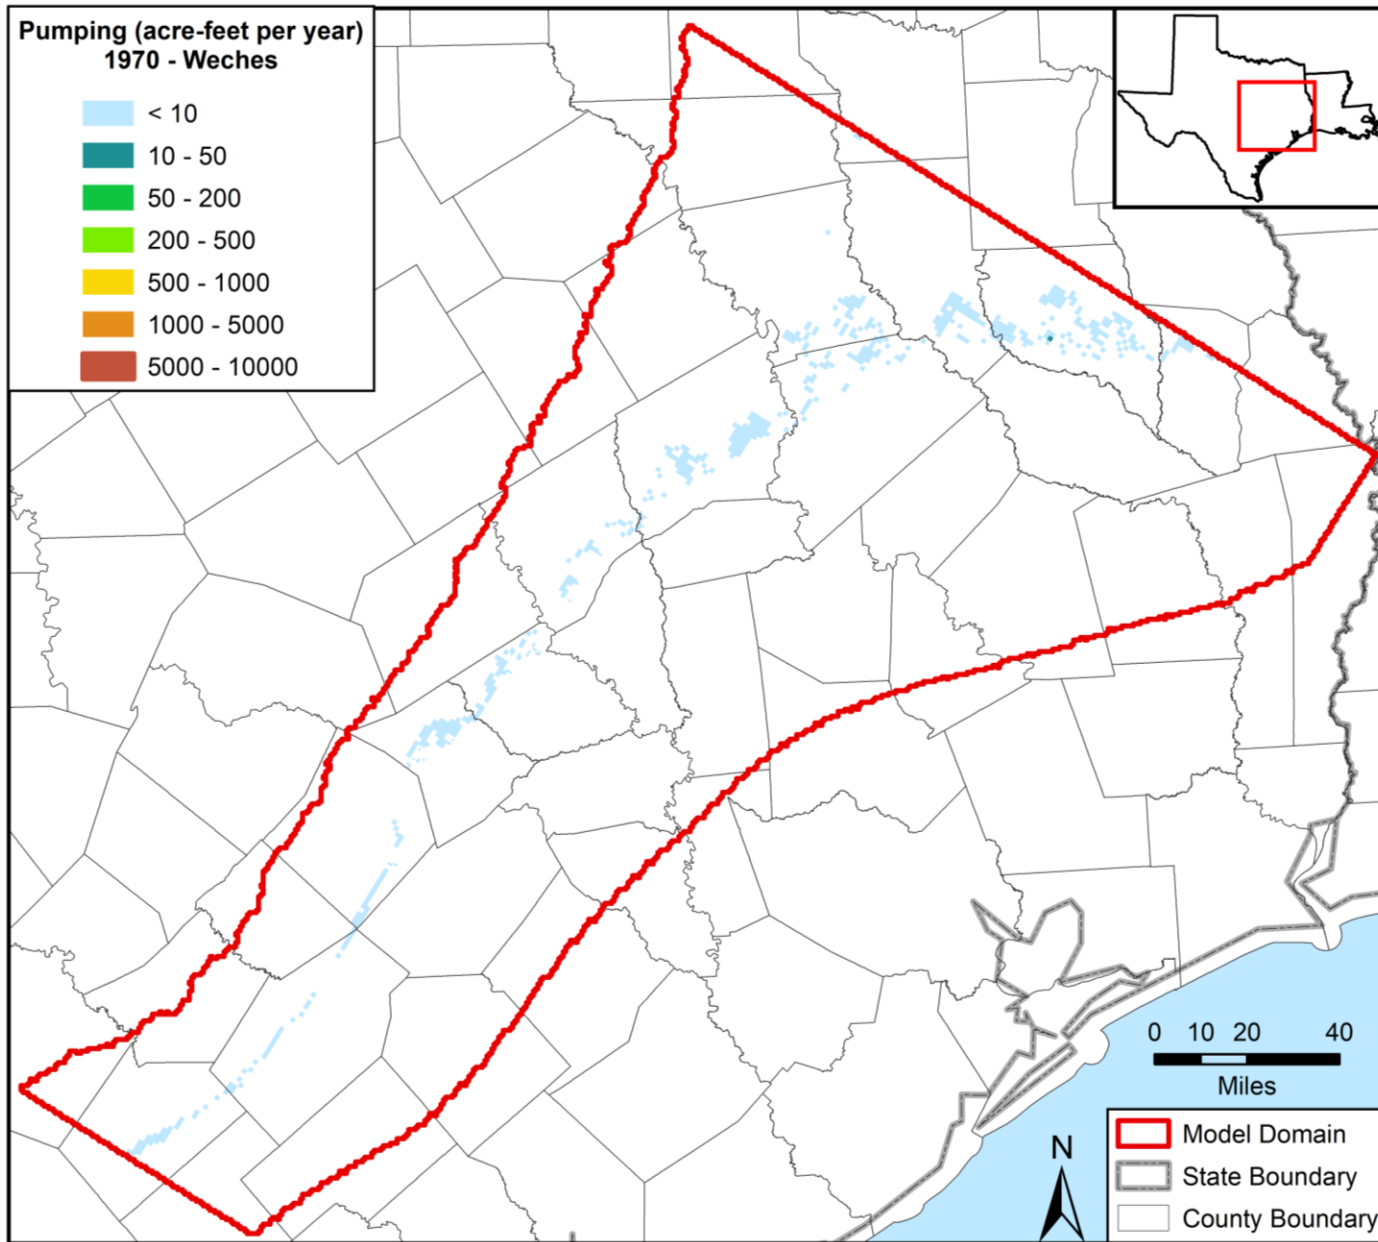 Pumping (acre-feet per year)
1970 - Weches
< 10
10 - 50
50 - 200
200 - 500
500 - 1000
1000 - 5000
5000 - 10000
0 10 20 40
Miles
N
Model Domain
State Boundary
County Boundary